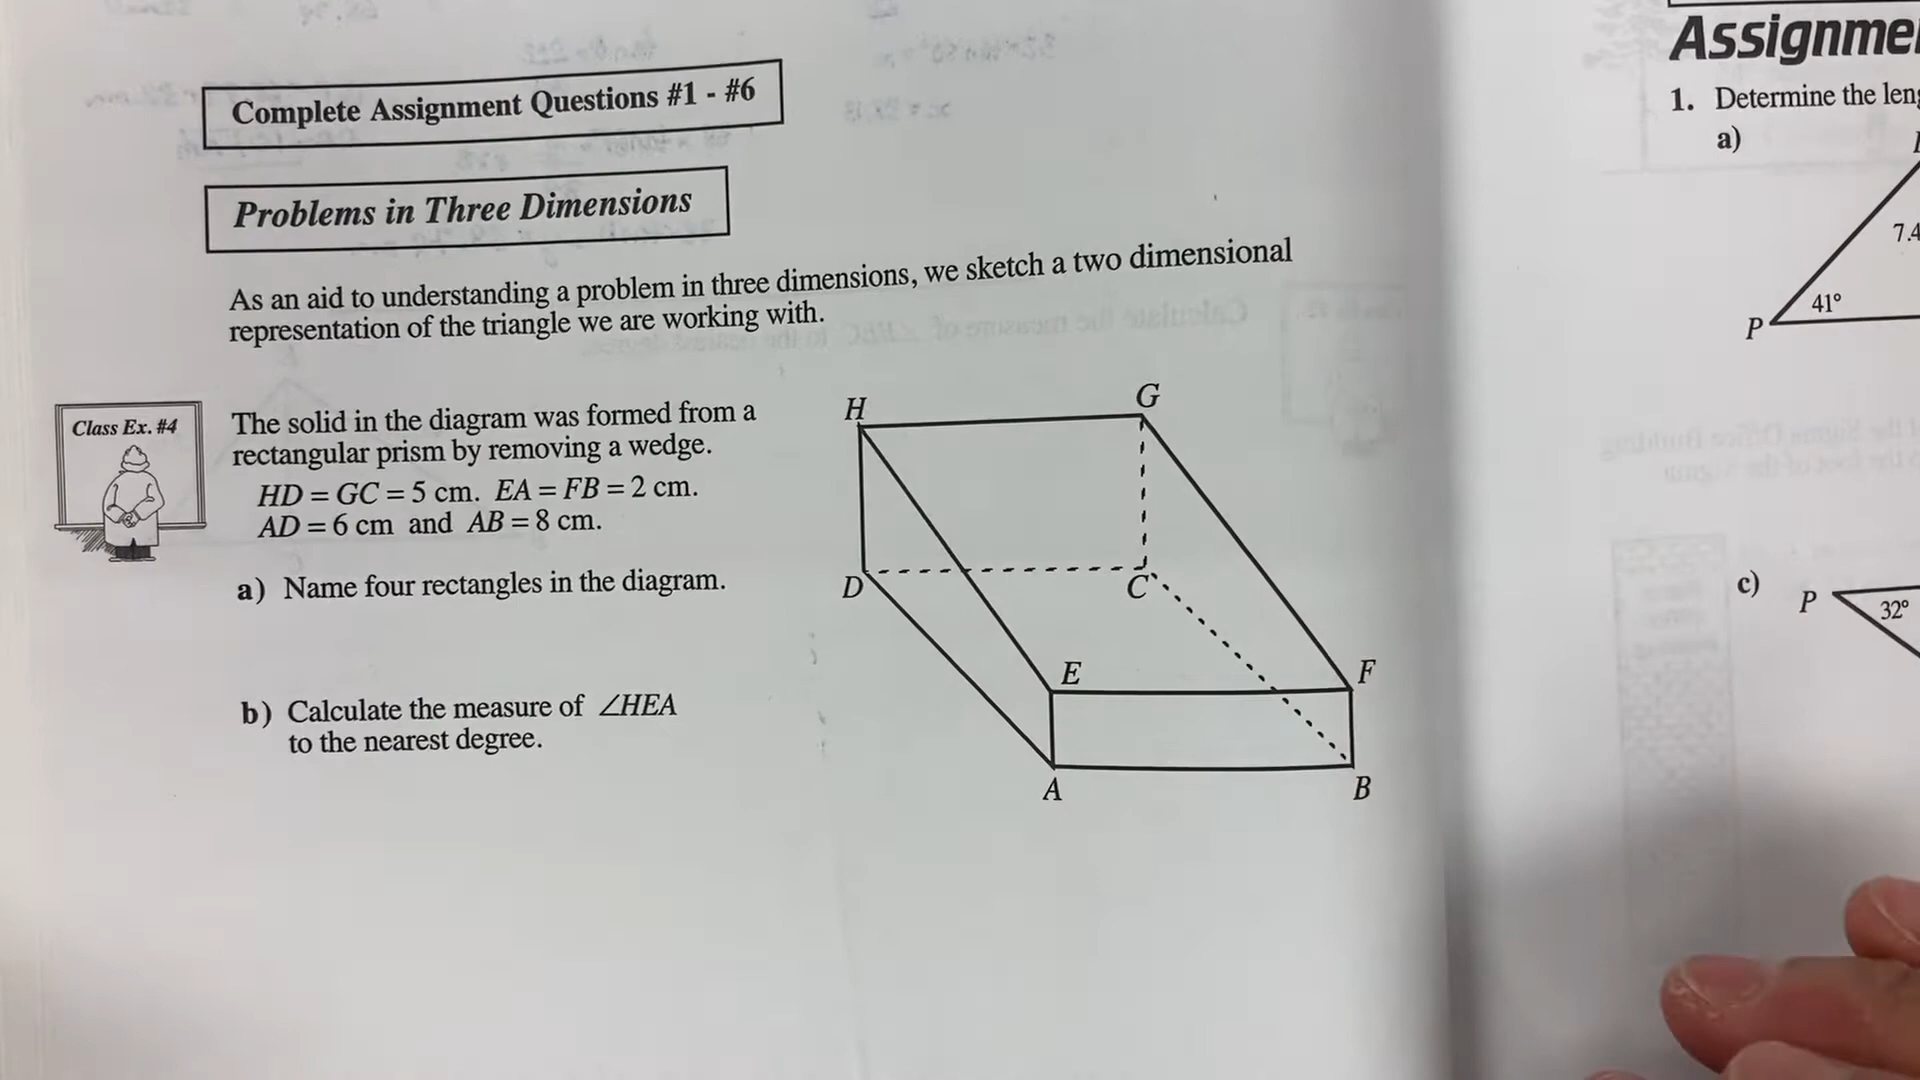 Complete Assignment Questions #1 - #6
Problems in Three Dimensions
As an aid to understanding a problem in three dimensions, we sketch a two dimensional
representation of the triangle we are working with.
Class Ex. #4
The solid in the diagram was formed from a
rectangular prism by removing a wedge.
HD = GC = 5 cm. EA = FB = 2 cm.
AD = 6 cm and AB = 8 cm.
a) Name four rectangles in the diagram.
b) Calculate the measure of ∠HEA
to the nearest degree.
H
G
D
C
E
F
A
B
1. Determine the
a)
7.4
41°
P
c)
P
32°